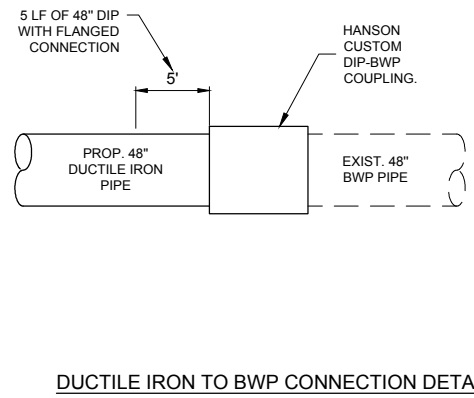 5 LF OF 48" DIP
WITH FLANGED
CONNECTION
HANSON
CUSTOM
DIP-BWP
COUPLING.
5'
PROP. 48"
DUCTILE IRON
PIPE
EXIST. 48"
BWP PIPE
DUCTILE IRON TO BWP CONNECTION DETA